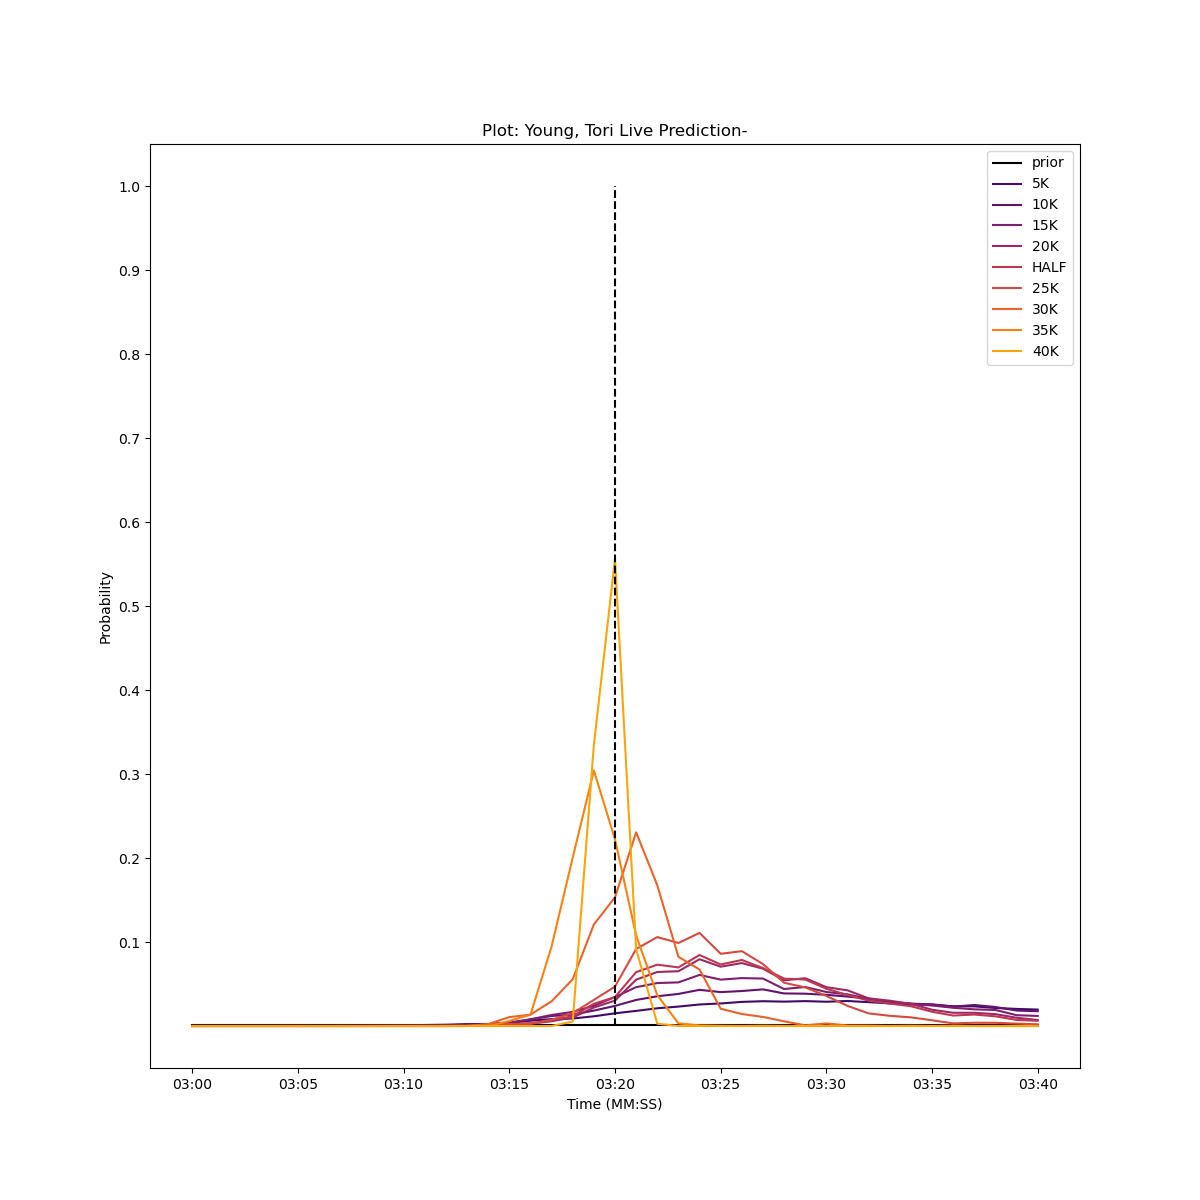 Plot: Young, Tori Live Prediction-
prior
5K
10K
15K
20K
HALF
25K
30K
35K
40K
1.0
0.9
0.8
0.7
0.6
0.5
0.4
0.3
0.2
0.1
Probability
03:00 03:05 03:10 03:15 03:20 03:25 03:30 03:35 03:40
Time (MM:SS)